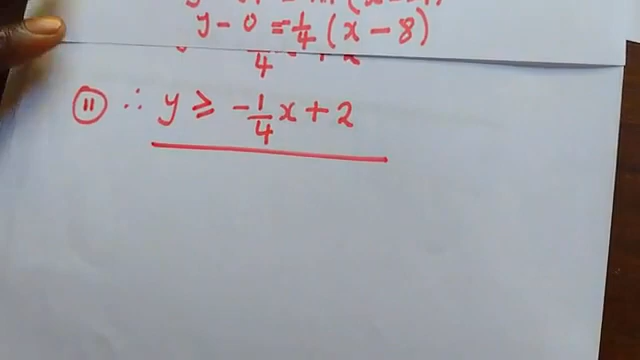 y - 0 = -1/4 (x - 8)
(11) ∴ y ≥ -1/4 x + 2